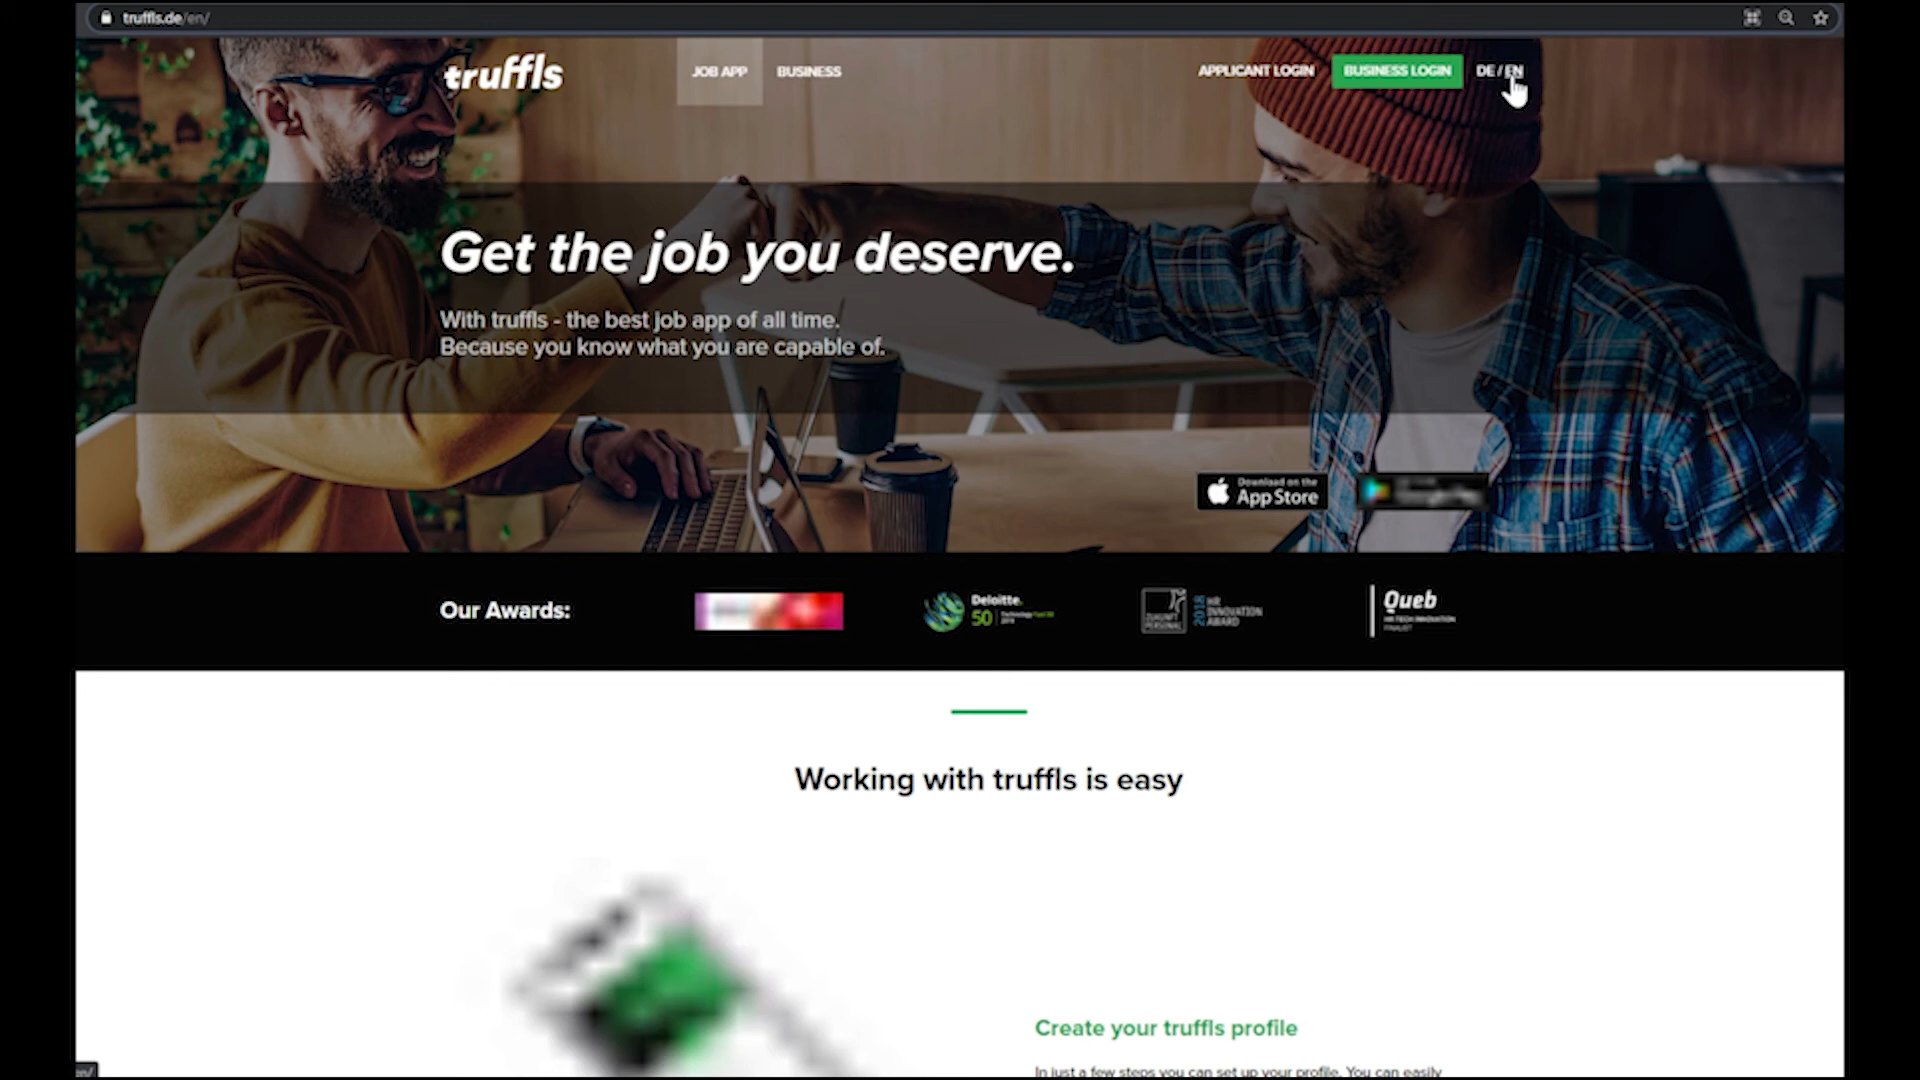 truffls.de/en/
truffls
JOB APP
BUSINESS
APPLICANT LOGIN
BUSINESS LOGIN
DE / EN
Get the job you deserve.
With truffls - the best job app of all time.
Because you know what you are capable of.
Download on the
App Store
Our Awards:
Deloitte.
50
Technology Fast 50
2018
ZUKUNFT
PERSONAL
2018
HR
INNOVATION
AWARD
Queb
HR TECH INNOVATION
FINALIST
Working with truffls is easy
Create your truffls profile
In just a few steps you can set up your profile. You can easily
en/